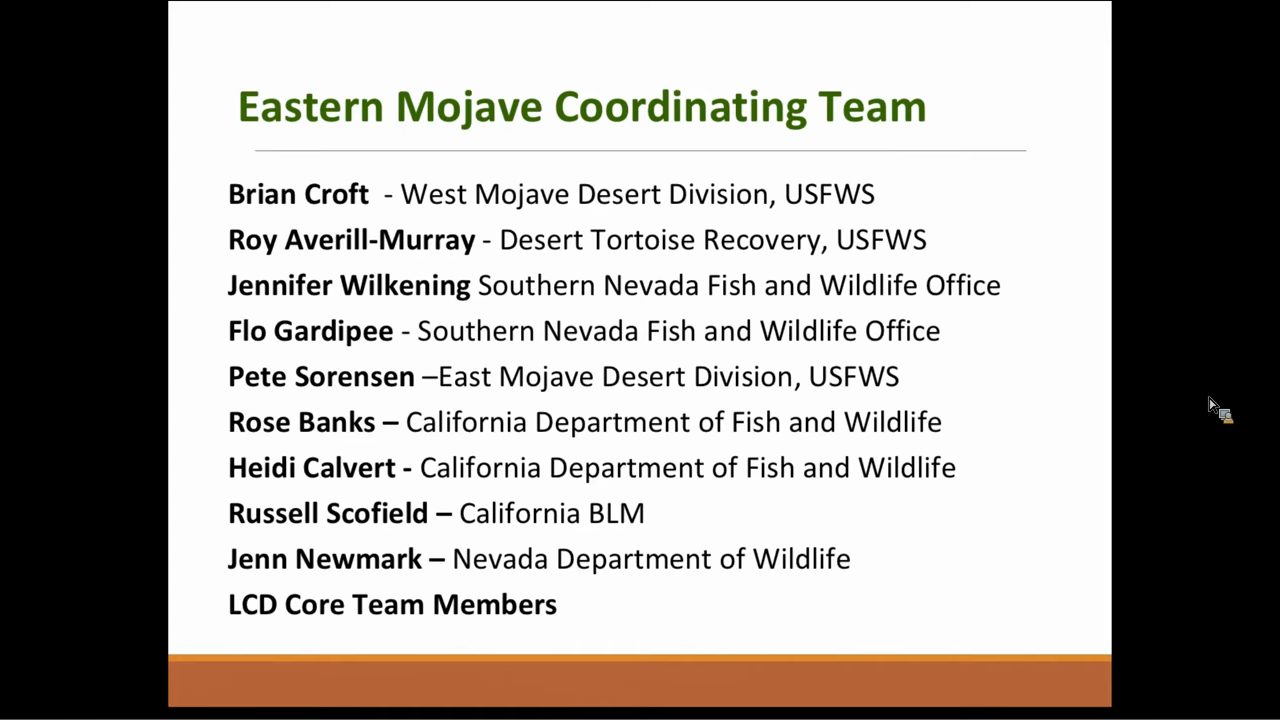 Eastern Mojave Coordinating Team
Brian Croft  - West Mojave Desert Division, USFWS
Roy Averill-Murray - Desert Tortoise Recovery, USFWS
Jennifer Wilkening Southern Nevada Fish and Wildlife Office
Flo Gardipee - Southern Nevada Fish and Wildlife Office
Pete Sorensen –East Mojave Desert Division, USFWS
Rose Banks – California Department of Fish and Wildlife
Heidi Calvert - California Department of Fish and Wildlife
Russell Scofield – California BLM
Jenn Newmark – Nevada Department of Wildlife
LCD Core Team Members